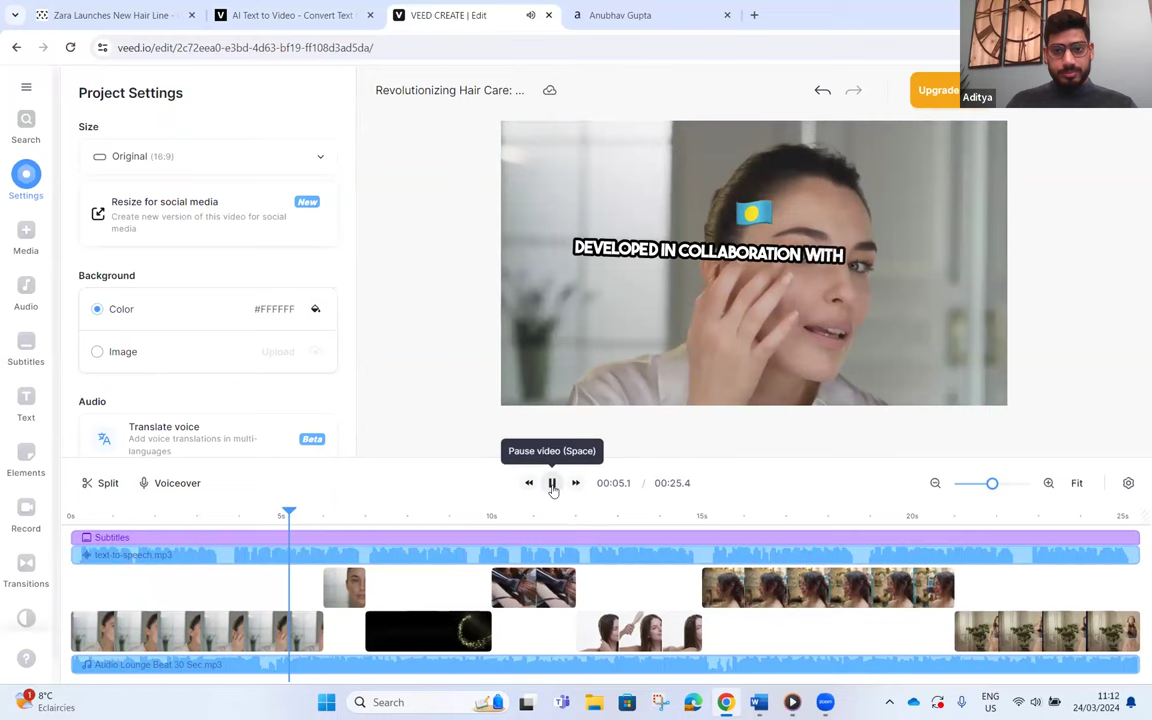 Zara Launches New Hair Line -
AI Text to Video - Convert Text
VEED CREATE | Edit
Anubhav Gupta
veed.io/edit/2c72eea0-e3bd-4d63-bf19-ff108d3ad5da/
Aditya
Project Settings
Revolutionizing Hair Care: ...
Upgrade
Search
Settings
Media
Audio
Subtitles
Text
Elements
Record
Transitions
Size
Original (16:9)
Resize for social media
New
Create new version of this video for social
media
Background
Color
#FFFFFF
Image
Upload
Audio
Translate voice
Add voice translations in multi-
languages
Beta
DEVELOPED IN COLLABORATION WITH
Pause video (Space)
Split
Voiceover
00:05.1 / 00:25.4
Fit
0s
5s
10s
15s
20s
25s
Subtitles
text-to-speech.mp3
Audio Lounge Beat 30 Sec.mp3
1
8°C
Eclaircies
Search
ENG
UK
11:12
24/03/2024